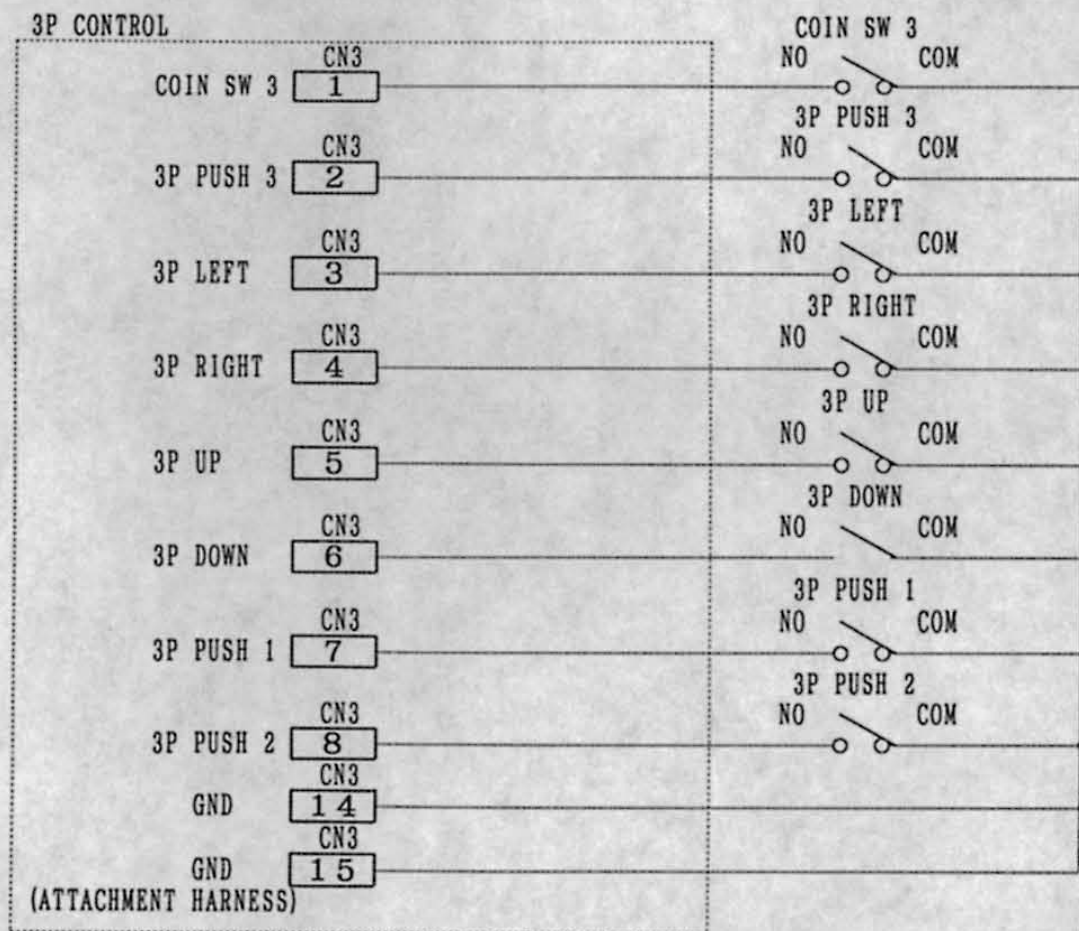 3P CONTROL
COIN SW 3
CN3
NO COM
COIN SW 3 1
3P PUSH 3
CN3
NO COM
3P PUSH 3 2
3P LEFT
CN3
NO COM
3P LEFT 3
3P RIGHT
CN3
NO COM
3P RIGHT 4
3P UP
CN3
NO COM
3P UP 5
3P DOWN
CN3
NO COM
3P DOWN 6
3P PUSH 1
CN3
NO COM
3P PUSH 1 7
3P PUSH 2
CN3
NO COM
3P PUSH 2 8
CN3
GND 14
CN3
GND 15
(ATTACHMENT HARNESS)